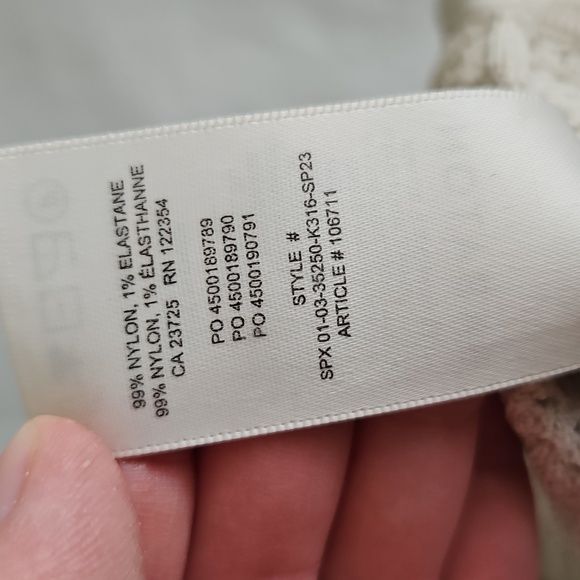 99% NYLON, 1% ELASTANE
99% NYLON, 1% ÉLASTHANNE
CA 23725 RN 122354
PO 4500189789
PO 4500189790
PO 4500190791
STYLE #
SPX 01-03-35250-K316-SP23
ARTICLE # 106711